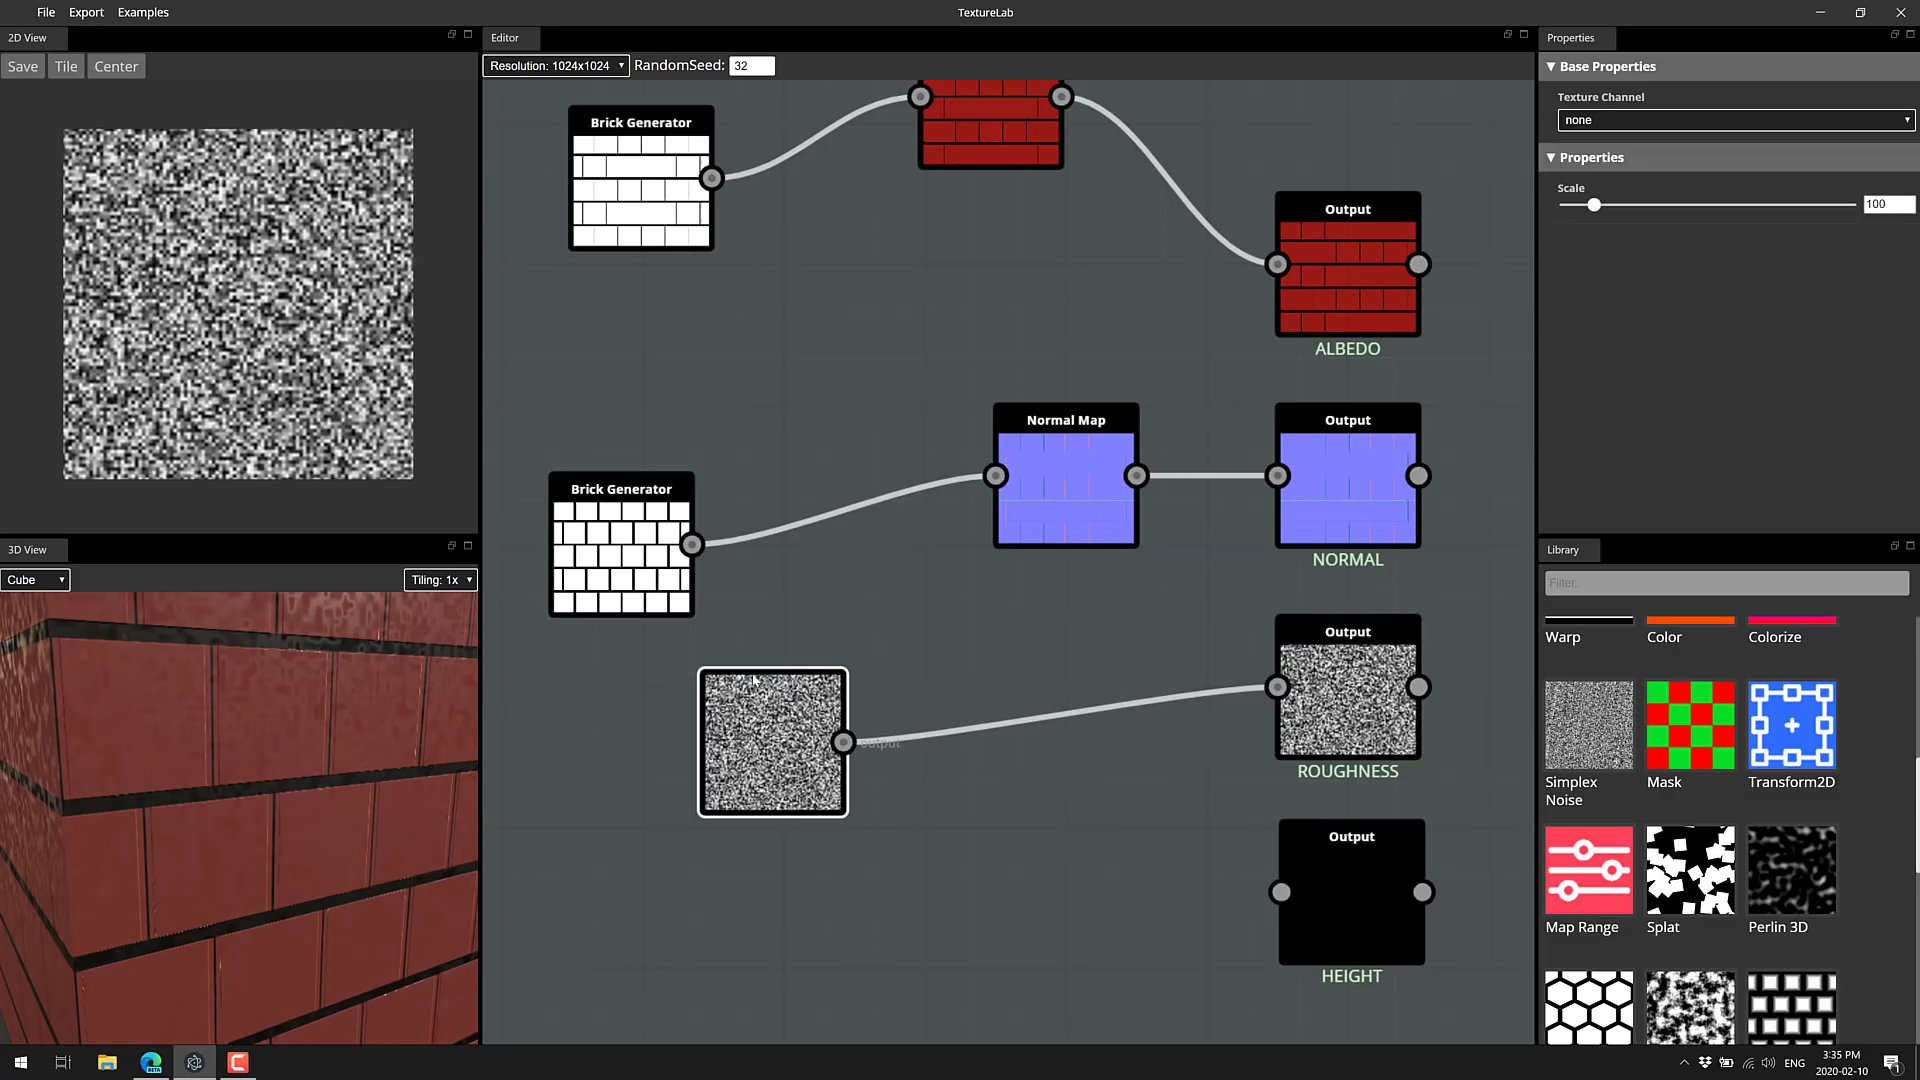 File Export Examples
TextureLab
2D View
Save Tile Center
Editor
Resolution: 1024x1024
RandomSeed: 32
Brick Generator
Output
ALBEDO
Normal Map
Output
NORMAL
Brick Generator
output
Output
ROUGHNESS
Output
HEIGHT
3D View
Cube
Tiling: 1x
Properties
Base Properties
Texture Channel
none
Properties
Scale
100
Library
Filter..
Warp
Color
Colorize
Simplex
Noise
Mask
Transform2D
Map Range
Splat
Perlin 3D
BETA
ENG
3:35 PM
2020-02-10
1